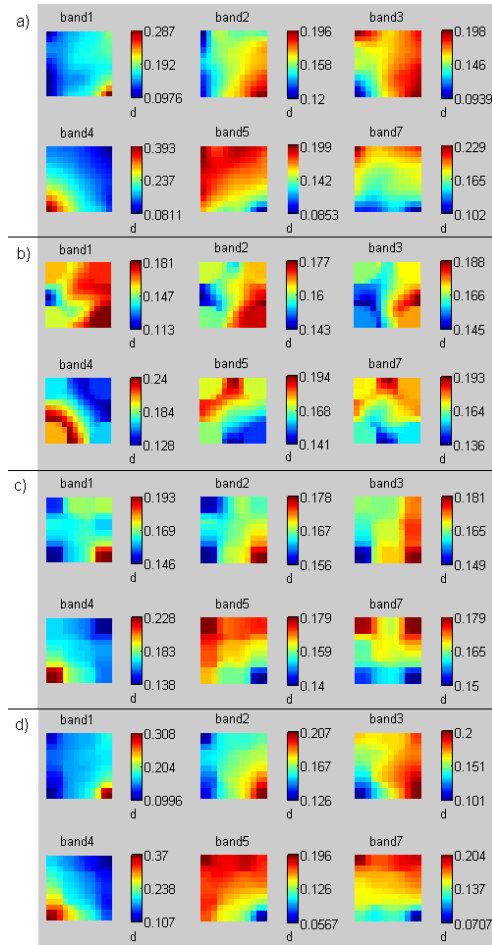 a)
band1 band2 band3
0.287 0.196 0.198
0.192 0.158 0.146
0.0976 0.12 0.0939
d d d
band4 band5 band7
0.393 0.199 0.229
0.237 0.142 0.165
0.0811 0.0853 0.102
d d d
b)
band1 band2 band3
0.181 0.177 0.188
0.147 0.16 0.166
0.113 0.143 0.145
d d d
band4 band5 band7
0.24 0.194 0.193
0.184 0.168 0.164
0.128 0.141 0.136
d d d
c)
band1 band2 band3
0.193 0.178 0.181
0.169 0.167 0.165
0.146 0.156 0.149
d d d
band4 band5 band7
0.228 0.179 0.179
0.183 0.159 0.165
0.138 0.14 0.15
d d d
d)
band1 band2 band3
0.308 0.207 0.2
0.204 0.167 0.151
0.0996 0.126 0.101
d d d
band4 band5 band7
0.37 0.196 0.204
0.238 0.126 0.137
0.107 0.0567 0.0707
d d d